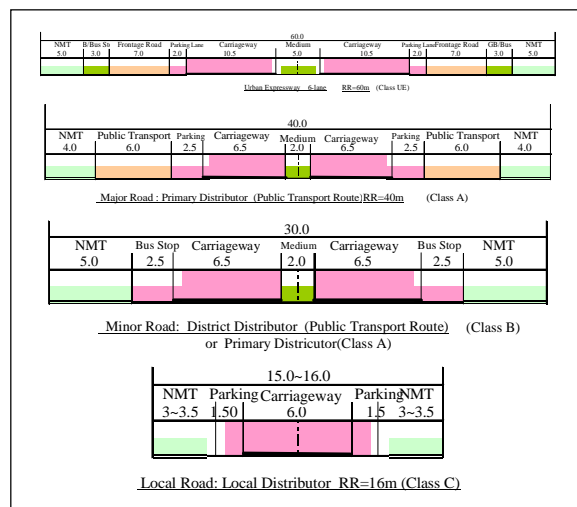 60.0
NMT B/Bus St Frontage Road Parking Lane Carriageway Medium Carriageway Parking Lane Frontage Road GB/Bus NMT
5.0 3.0 7.0 2.0 10.5 5.0 10.5 2.0 7.0 3.0 5.0
Urban Expressway 6-lane RR=60m (Class UE)
40.0
NMT Public Transport Parking Carriageway Medium Carriageway Parking Public Transport NMT
4.0 6.0 2.5 6.5 2.0 6.5 2.5 6.0 4.0
Major Road : Primary Distributor (Public Transport Route)RR=40m (Class A)
30.0
NMT Bus Stop Carriageway Medium Carriageway Bus Stop NMT
5.0 2.5 6.5 2.0 6.5 2.5 5.0
Minor Road: District Distributor (Public Transport Route) (Class B)
or Primary Districutor(Class A)
15.0~16.0
NMT Parking Carriageway Parking NMT
3~3.5 1.50 6.0 1.5 3~3.5
Local Road: Local Distributor RR=16m (Class C)